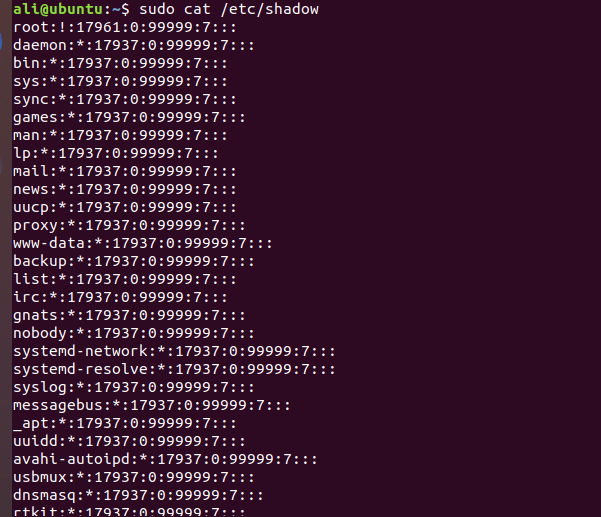 ali@ubuntu:~$ sudo cat /etc/shadow
root:!:17961:0:99999:7:::
daemon:*:17937:0:99999:7:::
bin:*:17937:0:99999:7:::
sys:*:17937:0:99999:7:::
sync:*:17937:0:99999:7:::
games:*:17937:0:99999:7:::
man:*:17937:0:99999:7:::
lp:*:17937:0:99999:7:::
mail:*:17937:0:99999:7:::
news:*:17937:0:99999:7:::
uucp:*:17937:0:99999:7:::
proxy:*:17937:0:99999:7:::
www-data:*:17937:0:99999:7:::
backup:*:17937:0:99999:7:::
list:*:17937:0:99999:7:::
irc:*:17937:0:99999:7:::
gnats:*:17937:0:99999:7:::
nobody:*:17937:0:99999:7:::
systemd-network:*:17937:0:99999:7:::
systemd-resolve:*:17937:0:99999:7:::
syslog:*:17937:0:99999:7:::
messagebus:*:17937:0:99999:7:::
_apt:*:17937:0:99999:7:::
uuidd:*:17937:0:99999:7:::
avahi-autoipd:*:17937:0:99999:7:::
usbmux:*:17937:0:99999:7:::
dnsmasq:*:17937:0:99999:7:::
rtkit:*:17937:0:99999:7:::